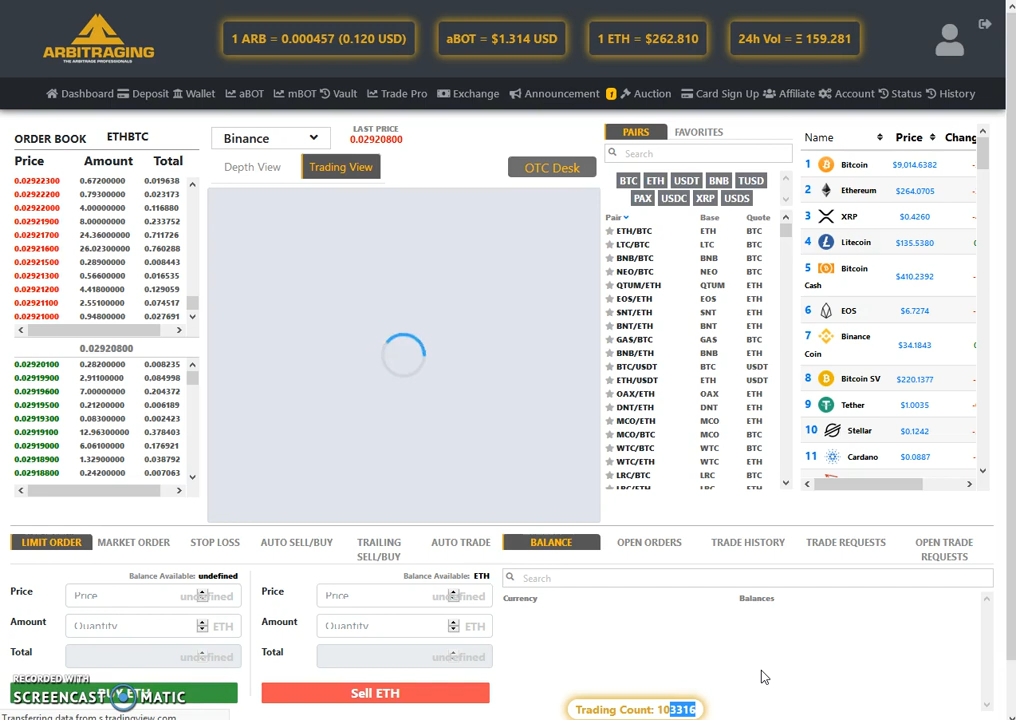 ARBITRAGING
THE ARBITRAGE PROFESSIONALS
1 ARB = 0.000457 (0.120 USD)
aBOT = $1.314 USD
1 ETH = $262.810
24h Vol = Ξ 159.281
Dashboard Deposit Wallet aBOT mBOT Vault Trade Pro Exchange Announcement Auction Card Sign Up Affiliate Account Status History
ORDER BOOK ETHBTC
Price Amount Total
0.02922300 0.67200000 0.019638
0.02922200 0.79300000 0.023173
0.02922000 4.00000000 0.116880
0.02921900 8.00000000 0.233752
0.02921700 24.36000000 0.711726
0.02921600 26.02300000 0.760288
0.02921500 0.28900000 0.008443
0.02921300 0.56600000 0.016535
0.02921200 4.41800000 0.129059
0.02921100 2.55100000 0.074517
0.02921000 0.94800000 0.027691
0.02920800
0.02920100 0.28200000 0.008235
0.02919900 2.91100000 0.084998
0.02919600 7.00000000 0.204372
0.02919500 0.21200000 0.006189
0.02919300 0.08300000 0.002423
0.02919100 12.96300000 0.378403
0.02919000 6.06100000 0.176921
0.02918900 1.32900000 0.038792
0.02918800 0.24200000 0.007063
Binance
LAST PRICE
0.02920800
Depth View
Trading View
OTC Desk
PAIRS FAVORITES
Search
BTC ETH USDT BNB TUSD
PAX USDC XRP USDS
Pair Base Quote
ETH/BTC ETH BTC
LTC/BTC LTC BTC
BNB/BTC BNB BTC
NEO/BTC NEO BTC
QTUM/ETH QTUM ETH
EOS/ETH EOS ETH
SNT/ETH SNT ETH
BNT/ETH BNT ETH
GAS/BTC GAS BTC
BNB/ETH BNB ETH
BTC/USDT BTC USDT
ETH/USDT ETH USDT
OAX/ETH OAX ETH
DNT/ETH DNT ETH
MCO/ETH MCO ETH
MCO/BTC MCO BTC
WTC/BTC WTC BTC
WTC/ETH WTC ETH
LRC/BTC LRC BTC
LRC/ETH LRC ETH
Name Price Chang
1 Bitcoin $9,014.6382
2 Ethereum $264.0705
3 XRP $0.4260
4 Litecoin $135.5380
5 Bitcoin Cash $410.2392
6 EOS $6.7274
7 Binance Coin $34.1843
8 Bitcoin SV $220.1377
9 Tether $1.0035
10 Stellar $0.1242
11 Cardano $0.0887
LIMIT ORDER
MARKET ORDER
STOP LOSS
AUTO SELL/BUY
TRAILING SELL/BUY
AUTO TRADE
Balance Available: undefined
Price Price undefined
Amount Quantity ETH
Total undefined
BUY ETH
Balance Available: ETH
Price Price undefined
Amount Quantity ETH
Total undefined
Sell ETH
BALANCE
OPEN ORDERS
TRADE HISTORY
TRADE REQUESTS
OPEN TRADE REQUESTS
Search
Currency Balances
RECORDED WITH
SCREENCAST MATIC
Trading Count: 103316
Transferring data from s.tradingview.com